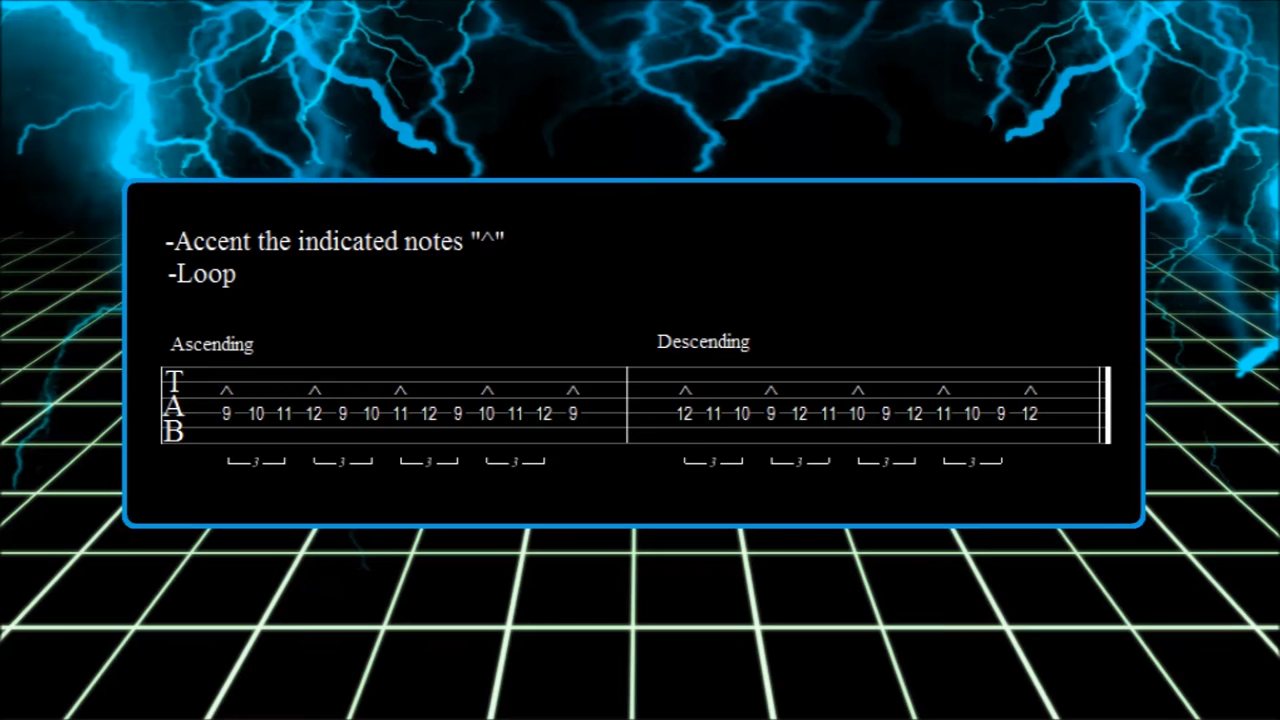 -Accent the indicated notes "^"
-Loop
Ascending Descending
T
^ ^ ^ ^ ^ ^ ^ ^ ^ ^
A 9 10 11 12 9 10 11 12 9 10 11 12 9 12 11 10 9 12 11 10 9 12 11 10 9 12
B
3 3 3 3 3 3 3 3